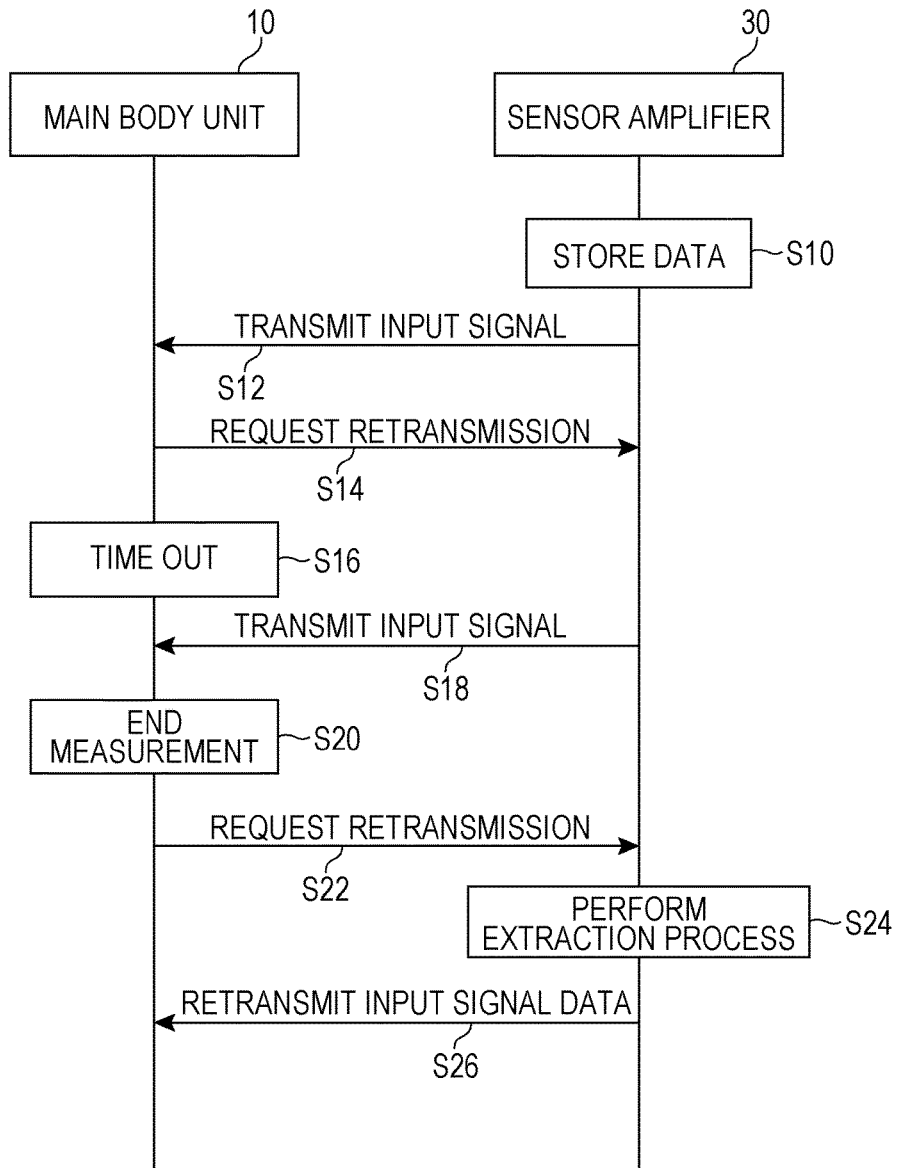 10
30
MAIN BODY UNIT
SENSOR AMPLIFIER
STORE DATA
S10
TRANSMIT INPUT SIGNAL
S12
REQUEST RETRANSMISSION
S14
TIME OUT
S16
TRANSMIT INPUT SIGNAL
S18
END
MEASUREMENT
S20
REQUEST RETRANSMISSION
S22
PERFORM
EXTRACTION PROCESS
S24
RETRANSMIT INPUT SIGNAL DATA
S26